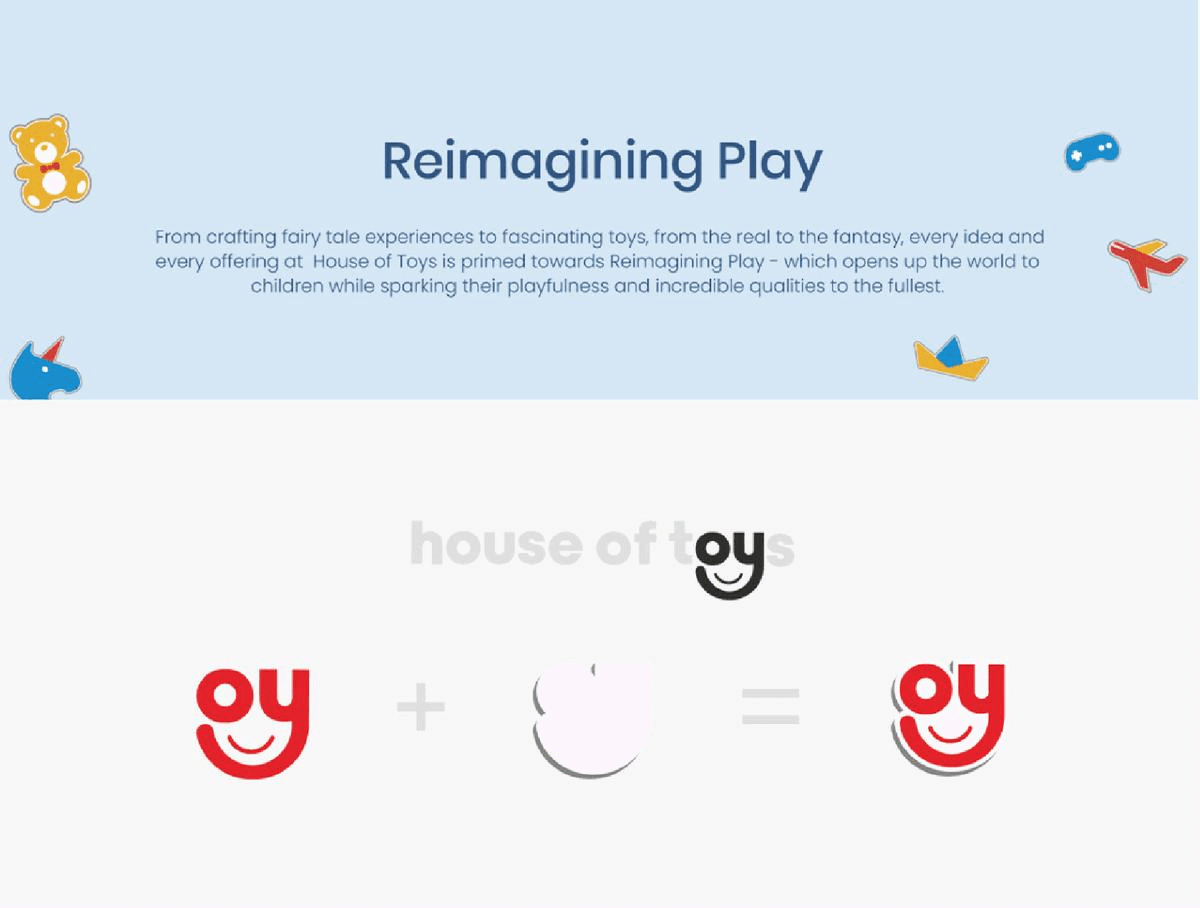 Reimagining Play
From crafting fairy tale experiences to fascinating toys, from the real to the fantasy, every idea and
every offering at House of Toys is primed towards Reimagining Play - which opens up the world to
children while sparking their playfulness and incredible qualities to the fullest.
house of toys
oy + = oy